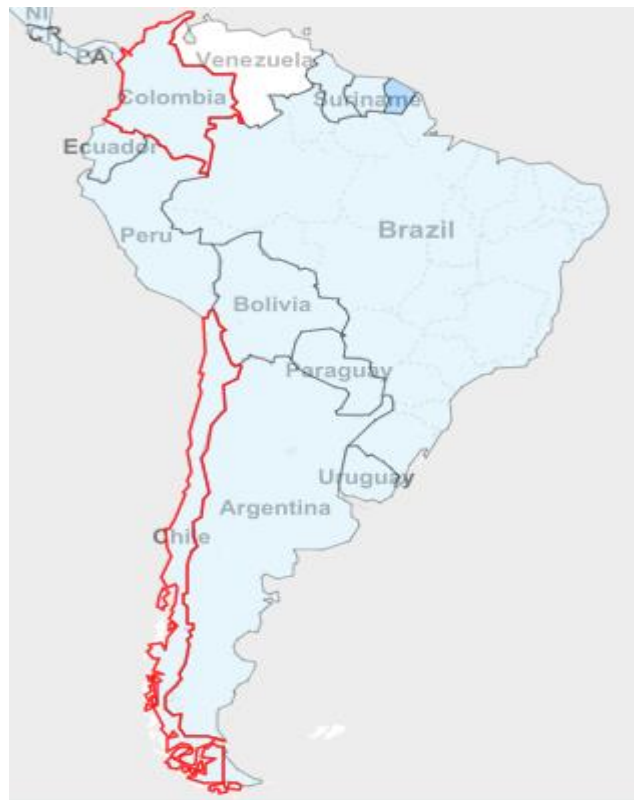 NI
CR
PA
Venezuela
Colombia
Suriname
Ecuador
Peru
Brazil
Bolivia
Paraguay
Uruguay
Argentina
Chile